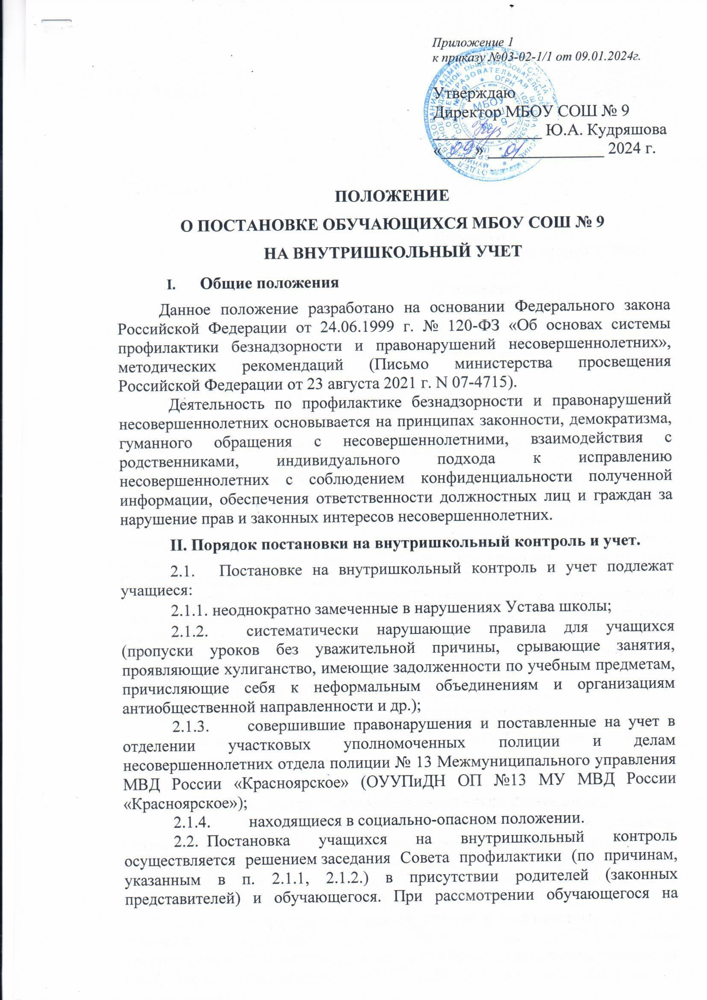 Приложение 1
к приказу №03-02-1/1 от 09.01.2024г.
Утверждаю
Директор МБОУ СОШ № 9
Ю.А. Кудряшова
«09» 01 2024 г.
МБОУ
СОШ
№ 9
ПОЛОЖЕНИЕ
О ПОСТАНОВКЕ ОБУЧАЮЩИХСЯ МБОУ СОШ № 9
НА ВНУТРИШКОЛЬНЫЙ УЧЕТ
I. Общие положения
Данное положение разработано на основании Федерального закона
Российской Федерации от 24.06.1999 г. № 120-ФЗ «Об основах системы
профилактики безнадзорности и правонарушений несовершеннолетних»,
методических рекомендаций (Письмо министерства просвещения
Российской Федерации от 23 августа 2021 г. N 07-4715).
Деятельность по профилактике безнадзорности и правонарушений
несовершеннолетних основывается на принципах законности, демократизма,
гуманного обращения с несовершеннолетними, взаимодействия с
родственниками, индивидуального подхода к исправлению
несовершеннолетних с соблюдением конфиденциальности полученной
информации, обеспечения ответственности должностных лиц и граждан за
нарушение прав и законных интересов несовершеннолетних.
II. Порядок постановки на внутришкольный контроль и учет.
2.1. Постановке на внутришкольный контроль и учет подлежат
учащиеся:
2.1.1. неоднократно замеченные в нарушениях Устава школы;
2.1.2. систематически нарушающие правила для учащихся
(пропуски уроков без уважительной причины, срывающие занятия,
проявляющие хулиганство, имеющие задолженности по учебным предметам,
причисляющие себя к неформальным объединениям и организациям
антиобщественной направленности и др.);
2.1.3. совершившие правонарушения и поставленные на учет в
отделении участковых уполномоченных полиции и делам
несовершеннолетних отдела полиции № 13 Межмуниципального управления
МВД России «Красноярское» (ОУУПиДН ОП №13 МУ МВД России
«Красноярское»);
2.1.4. находящиеся в социально-опасном положении.
2.2. Постановка учащихся на внутришкольный контроль
осуществляется решением заседания Совета профилактики (по причинам,
указанным в п. 2.1.1, 2.1.2.) в присутствии родителей (законных
представителей) и обучающегося. При рассмотрении обучающегося на